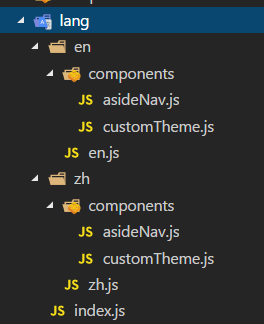 lang
en
components
JS asideNav.js
JS customTheme.js
JS en.js
zh
components
JS asideNav.js
JS customTheme.js
JS zh.js
JS index.js